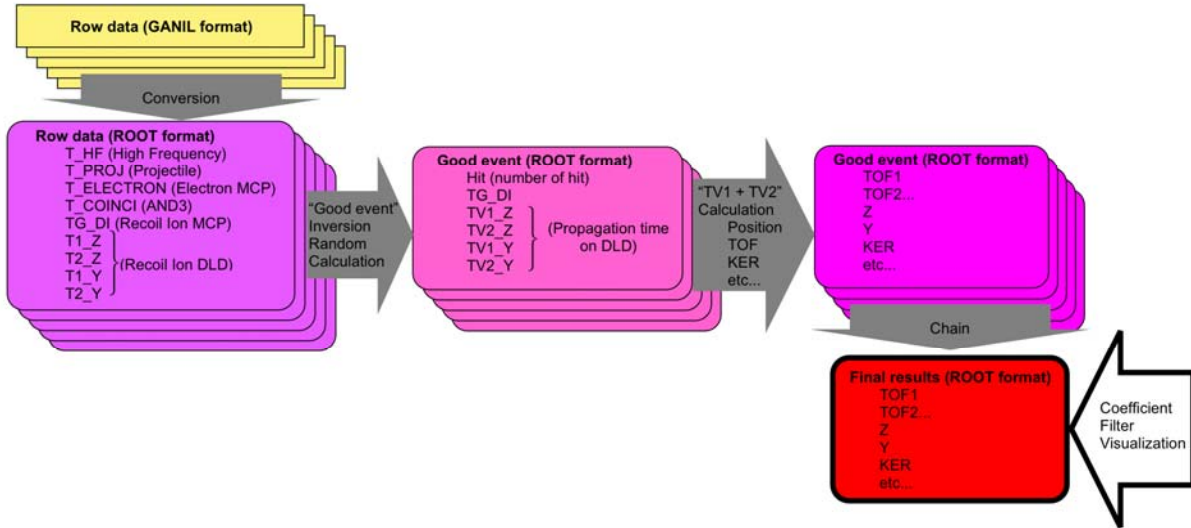 Row data (GANIL format)
Conversion
Row data (ROOT format)
T_HF (High Frequency)
T_PROJ (Projectile)
T_ELECTRON (Electron MCP)
T_COINCI (AND3)
TG_DI (Recoil Ion MCP)
T1_Z
T2_Z
(Recoil Ion DLD)
T1_Y
T2_Y
“Good event”
Inversion
Random
Calculation
Good event (ROOT format)
Hit (number of hit)
TG_DI
TV1_Z
TV2_Z
TV1_Y
TV2_Y
(Propagation time
on DLD)
“TV1 + TV2”
Calculation
Position
TOF
KER
etc...
Good event (ROOT format)
TOF1
TOF2...
Z
Y
KER
etc...
Chain
Final results (ROOT format)
TOF1
TOF2...
Z
Y
KER
etc...
Coefficient
Filter
Visualization